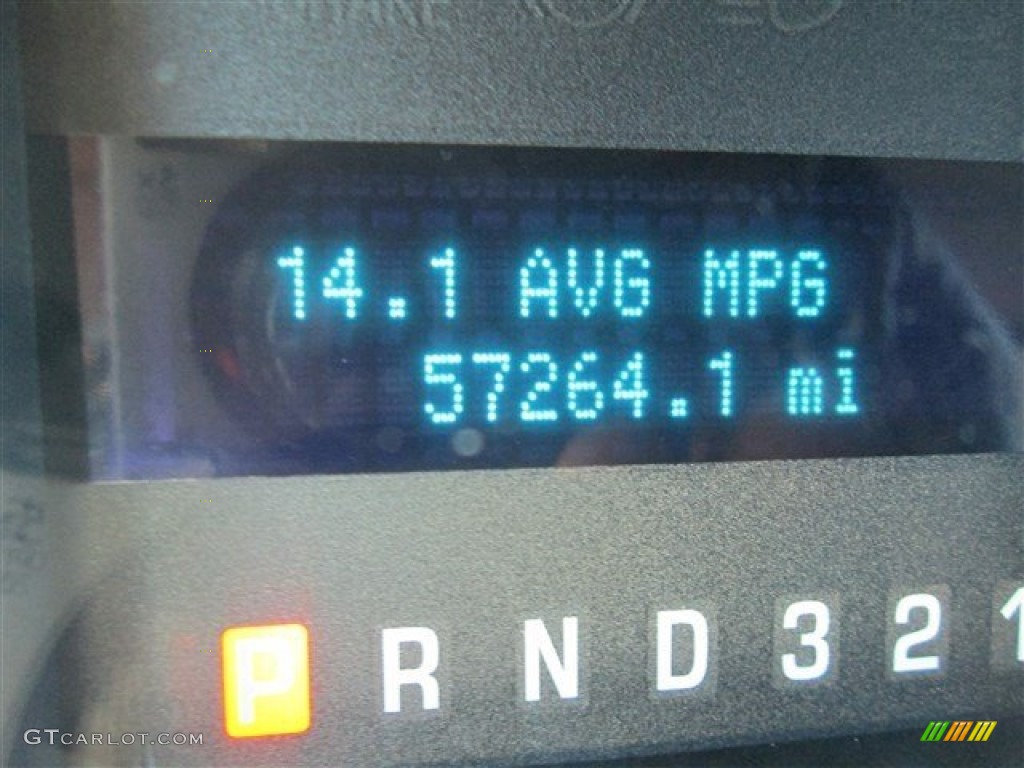 14.1 AVG MPG
57264.1 mi
P R N D 3 2 1
GTCARLOT.COM